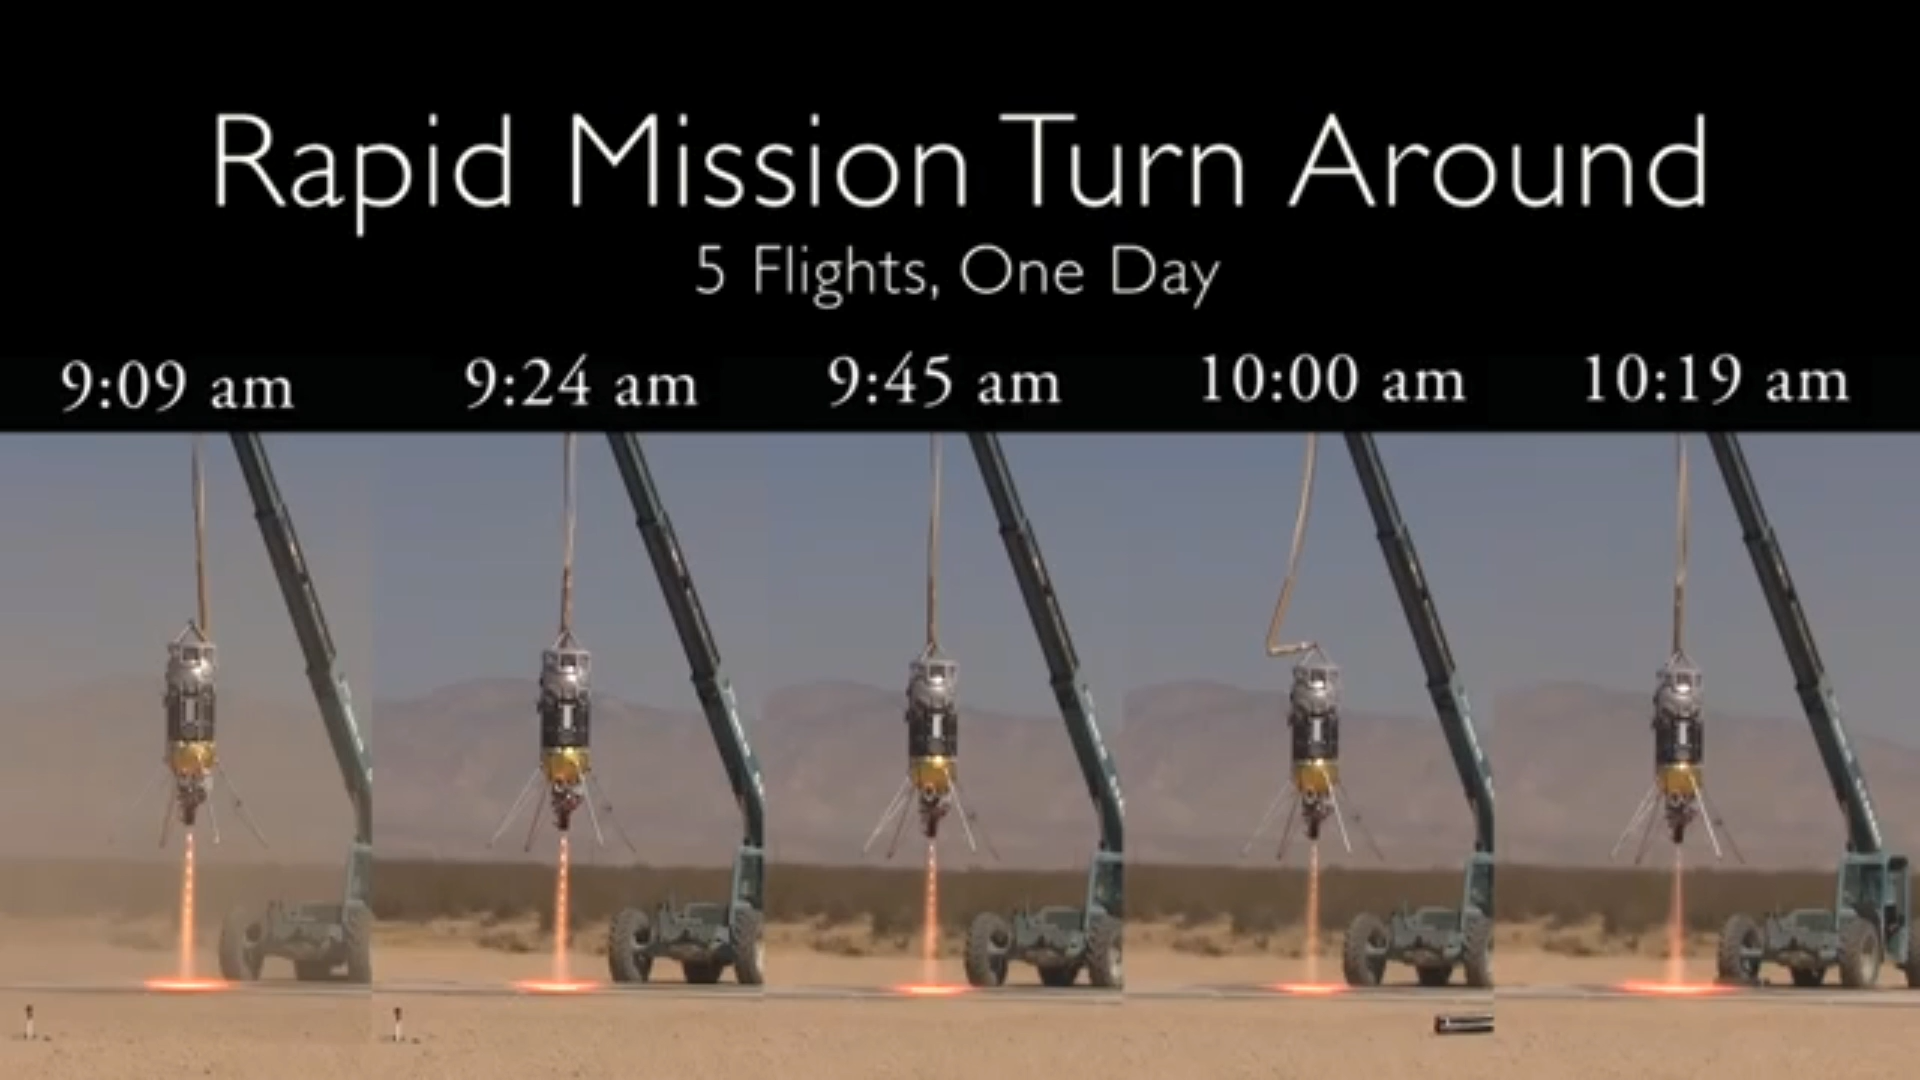 Rapid Mission Turn Around
5 Flights, One Day
9:09 am 9:24 am 9:45 am 10:00 am 10:19 am